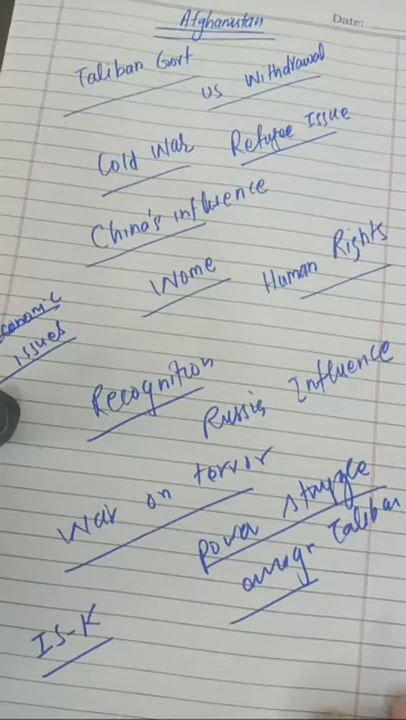 Afghanistan
Date:
Taliban Govt
US Withdrawal
Cold War
Refugee Issue
China's influence
Wome
Human Rights
conomic
issues
Recognition
Russia Influence
War on terror
Power struggle
among Taliban
IS-K